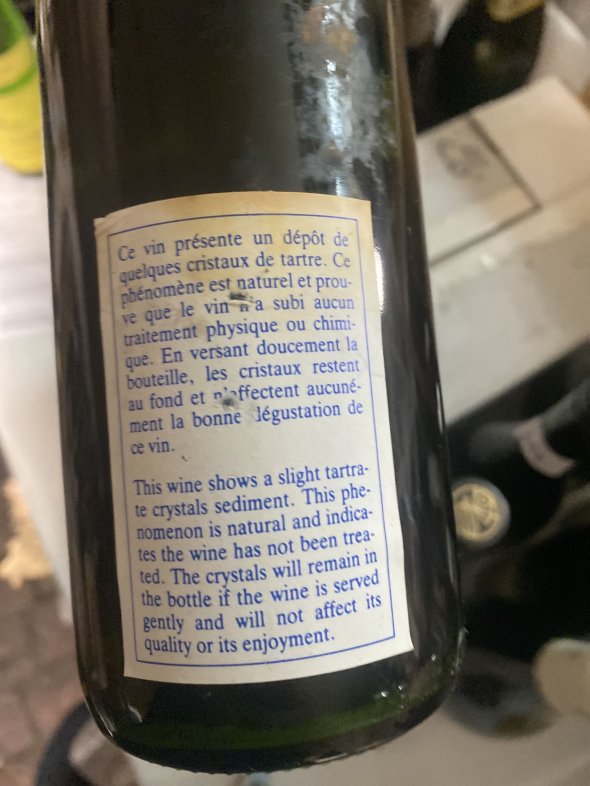 Ce vin présente un dépôt de
quelques cristaux de tartre. Ce
phénomène est naturel et prou-
ve que le vin n'a subi aucun
traitement physique ou chimi-
que. En versant doucement la
bouteille, les cristaux restent
au fond et n'affectent aucuné-
ment la bonne dégustation de
ce vin.
This wine shows a slight tartra-
te crystals sediment. This phe-
nomenon is natural and indica-
tes the wine has not been trea-
ted. The crystals will remain in
the bottle if the wine is served
gently and will not affect its
quality or its enjoyment.